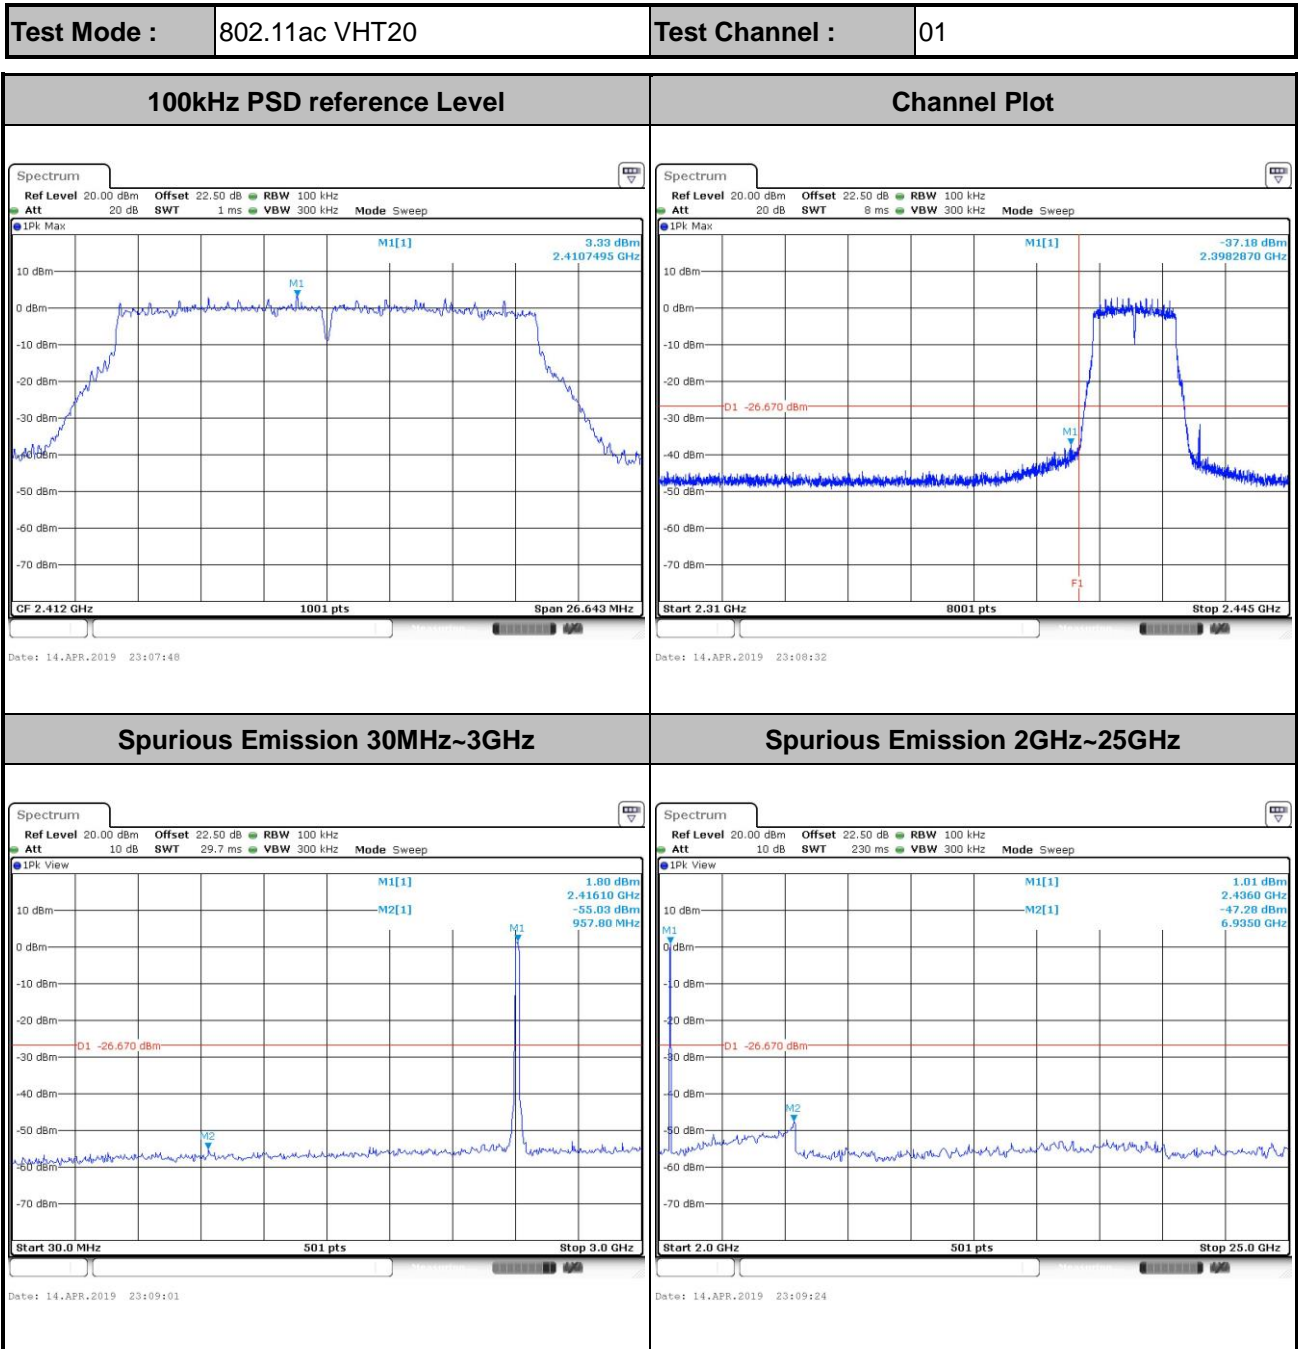 Test Mode : 802.11ac VHT20 Test Channel : 01
100kHz PSD reference Level
Channel Plot
Spectrum
Ref Level 20.00 dBm Offset 22.50 dB RBW 100 kHz
Att 20 dB SWT 1 ms VBW 300 kHz Mode Sweep
1Pk Max
M1[1] 3.33 dBm
2.4107495 GHz
M1
10 dBm
0 dBm
-10 dBm
-20 dBm
-30 dBm
-40 dBm
-50 dBm
-60 dBm
-70 dBm
CF 2.412 GHz 1001 pts Span 26.643 MHz
Date: 14.APR.2019 23:07:48
Spectrum
Ref Level 20.00 dBm Offset 22.50 dB RBW 100 kHz
Att 20 dB SWT 8 ms VBW 300 kHz Mode Sweep
1Pk Max
M1[1] -37.18 dBm
2.3982870 GHz
10 dBm
0 dBm
-10 dBm
-20 dBm
D1 -26.670 dBm
-30 dBm
M1
-40 dBm
-50 dBm
-60 dBm
-70 dBm
F1
Start 2.31 GHz 8001 pts Stop 2.445 GHz
Date: 14.APR.2019 23:08:32
Spurious Emission 30MHz~3GHz
Spurious Emission 2GHz~25GHz
Spectrum
Ref Level 20.00 dBm Offset 22.50 dB RBW 100 kHz
Att 10 dB SWT 29.7 ms VBW 300 kHz Mode Sweep
1Pk View
M1[1] 1.80 dBm
2.41610 GHz
M2[1] -55.03 dBm
957.80 MHz
10 dBm
M1
0 dBm
-10 dBm
-20 dBm
D1 -26.670 dBm
-30 dBm
-40 dBm
-50 dBm
M2
-60 dBm
-70 dBm
Start 30.0 MHz 501 pts Stop 3.0 GHz
Date: 14.APR.2019 23:09:01
Spectrum
Ref Level 20.00 dBm Offset 22.50 dB RBW 100 kHz
Att 10 dB SWT 230 ms VBW 300 kHz Mode Sweep
1Pk View
M1[1] 1.01 dBm
2.4360 GHz
M2[1] -47.28 dBm
6.9350 GHz
10 dBm
M1
0 dBm
-10 dBm
-20 dBm
D1 -26.670 dBm
-30 dBm
-40 dBm
M2
-50 dBm
-60 dBm
-70 dBm
Start 2.0 GHz 501 pts Stop 25.0 GHz
Date: 14.APR.2019 23:09:24